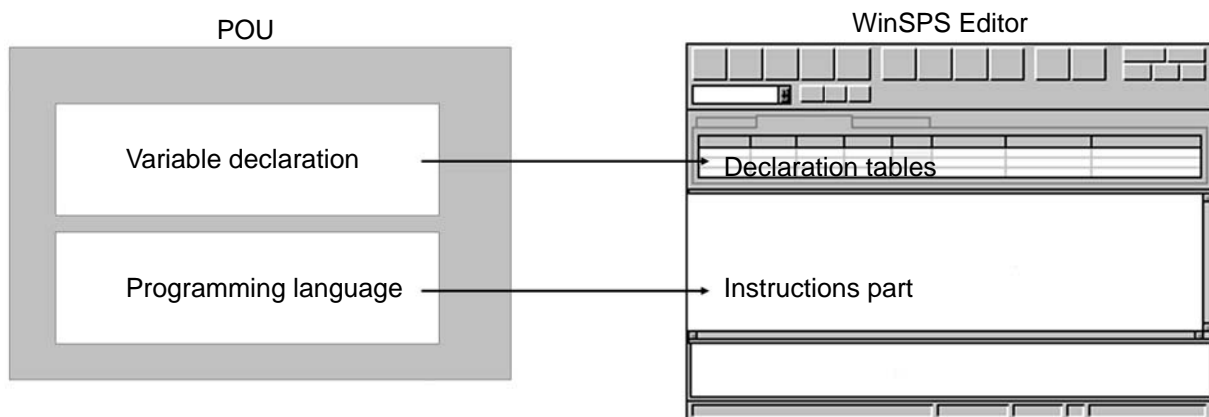 POU
WinSPS Editor
Variable declaration
Declaration tables
Programming language
Instructions part